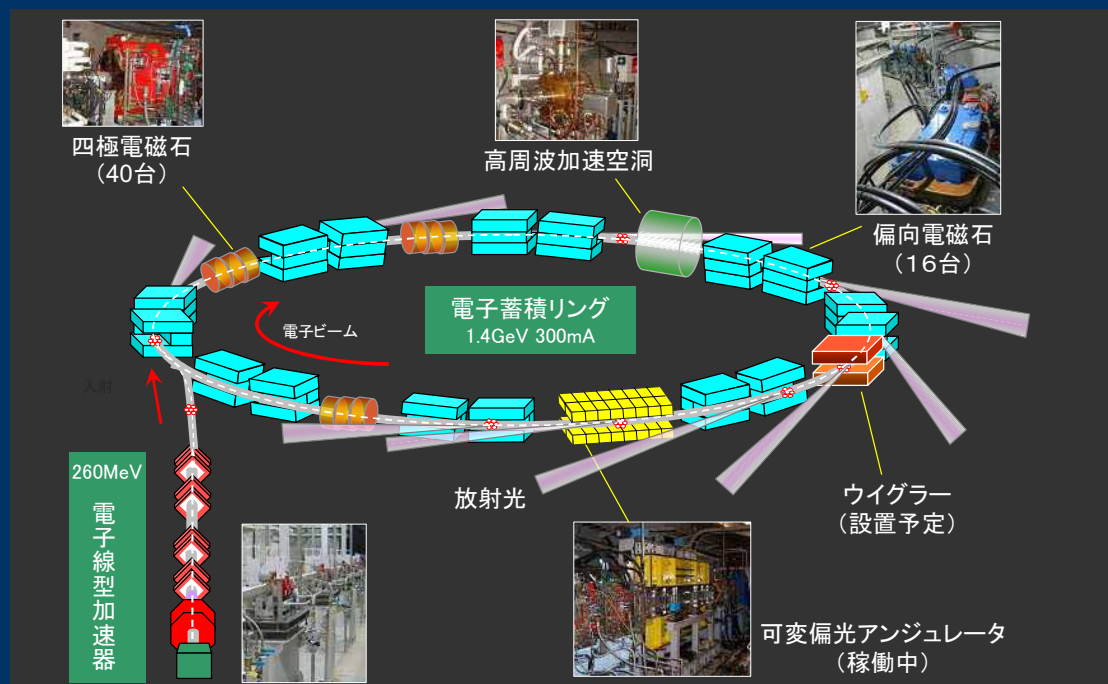 四極電磁石
（40台）
高周波加速空洞
偏向電磁石
（16台）
電子蓄積リング
1.4GeV 300mA
電子ビーム
入射
260MeV
電子線型加速器
放射光
ウイグラー
（設置予定）
可変偏光アンジュレータ
（稼働中）